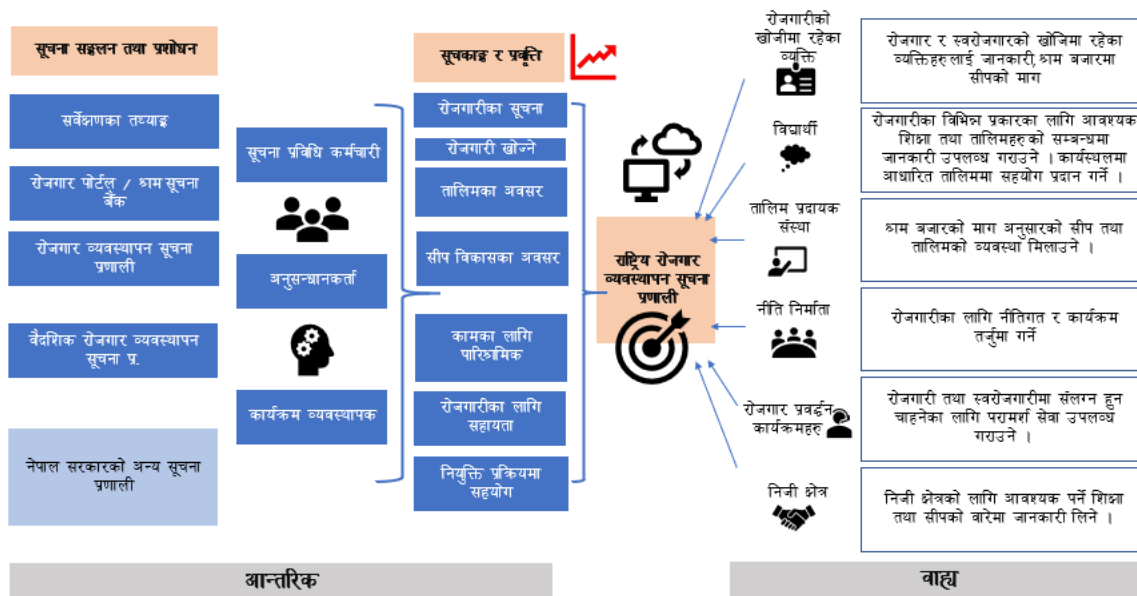 सूचना सङ्कलन तथा प्रशोधन
सर्वेक्षणका तथ्याङ्क
रोजगार पोर्टल / श्रम सूचना
बैंक
रोजगार व्यवस्थापन सूचना
प्रणाली
वैदेशिक रोजगार व्यवस्थापन
सूचना प्र.
नेपाल सरकारको अन्य सूचना
प्रणाली
सूचना प्रविधि कर्मचारी
अनुसन्धानकर्ता
कार्यक्रम व्यवस्थापक
सूचकाङ्क र प्रवृत्ति
रोजगारीका सूचना
रोजगारी खोज्ने
तालिमका अवसर
सीप विकासका अवसर
कामका लागि
पारिश्रमिक
रोजगारीका लागि
सहायता
नियुक्ति प्रक्रियामा
सहयोग
राष्ट्रिय रोजगार
व्यवस्थापन सूचना
प्रणाली
रोजगारीको
खोजीमा रहेका
व्यक्ति
रोजगार र स्वरोजगारको खोजिमा रहेका
व्यक्तिहरुलाई जानकारी, श्रम बजारमा
सीपको माग
विद्यार्थी
रोजगारीका विभिन्न प्रकारका लागि आवश्यक
शिक्षा तथा तालिमहरुको सम्बन्धमा
जानकारी उपलब्ध गराउने । कार्यस्थलमा
आधारित तालिममा सहयोग प्रदान गर्ने ।
तालिम प्रदायक
संस्था
श्रम बजारको माग अनुसारको सीप तथा
तालिमको व्यवस्था मिलाउने ।
नीति निर्माता
रोजगारीका लागि नीतिगत र कार्यक्रम
तर्जुमा गर्ने
रोजगार प्रवर्द्धन
कार्यक्रमहरु
रोजगारी तथा स्वरोजगारीमा संलग्न हुन
चाहनेका लागि परामर्श सेवा उपलब्ध
गराउने ।
निजी क्षेत्र
निजी क्षेत्रको लागि आवश्यक पर्ने शिक्षा
तथा सीपको वारेमा जानकारी लिने ।
आन्तरिक
वाह्य